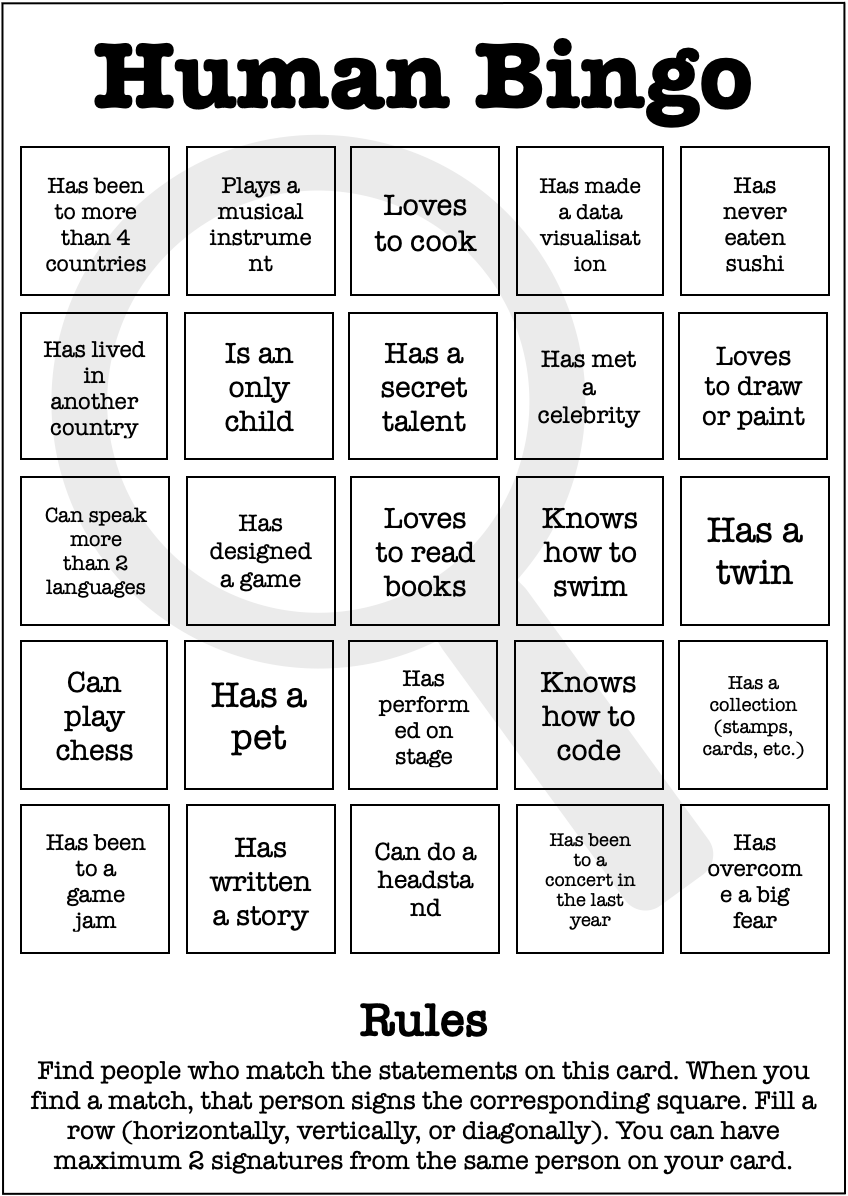 Human Bingo
Has been
to more
than 4
countries
Plays a
musical
instrume
nt
Loves
to cook
Has made
a data
visualisat
ion
Has
never
eaten
sushi
Has lived
in
another
country
Is an
only
child
Has a
secret
talent
Has met
a
celebrity
Loves
to draw
or paint
Can speak
more
than 2
languages
Has
designed
a game
Loves
to read
books
Knows
how to
swim
Has a
twin
Can
play
chess
Has a
pet
Has
perform
ed on
stage
Knows
how to
code
Has a
collection
(stamps,
cards, etc.)
Has been
to a
game
jam
Has
written
a story
Can do a
headsta
nd
Has been
to a
concert in
the last
year
Has
overcom
e a big
fear
Rules
Find people who match the statements on this card. When you
find a match, that person signs the corresponding square. Fill a
row (horizontally, vertically, or diagonally). You can have
maximum 2 signatures from the same person on your card.